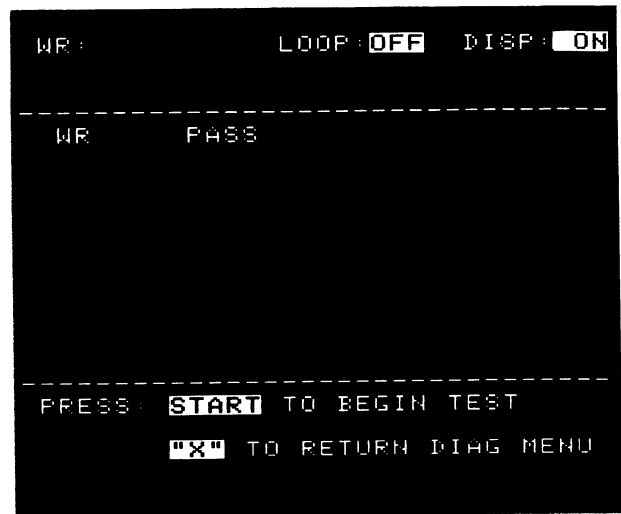 WR: LOOP:OFF DISP: ON
WR PASS
PRESS: START TO BEGIN TEST
"X" TO RETURN DIAG MENU